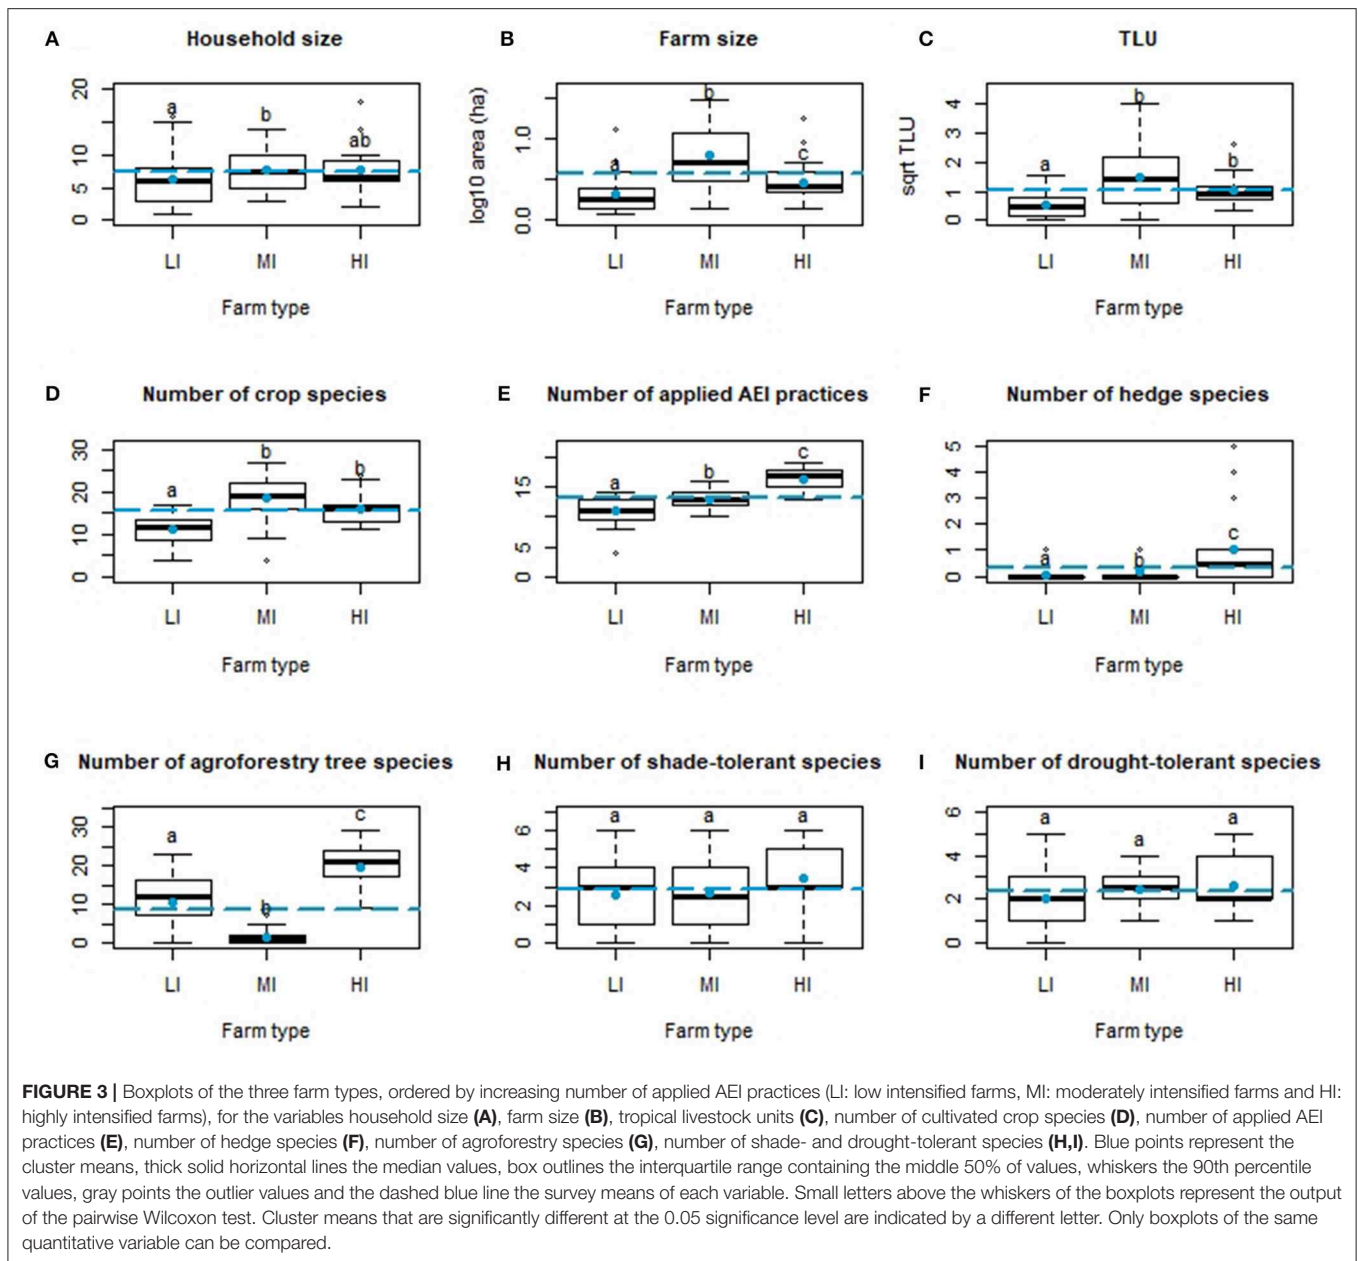 A Household size
20
10
5
0
a
b
ab
LI MI HI
Farm type
B Farm size
log10 area (ha)
1.0
0.0
a
b
c
LI MI HI
Farm type
C TLU
sqrt TLU
4
3
2
1
0
a
b
b
LI MI HI
Farm type
D Number of crop species
30
20
10
0
a
b
b
LI MI HI
Farm type
E Number of applied AEI practices
15
5
0
a
b
c
LI MI HI
Farm type
F Number of hedge species
5
4
3
2
1
0
a
b
c
LI MI HI
Farm type
G Number of agroforestry tree species
30
20
10
0
a
b
c
LI MI HI
Farm type
H Number of shade-tolerant species
6
4
2
0
a
a
a
LI MI HI
Farm type
I Number of drought-tolerant species
6
4
2
0
a
a
a
LI MI HI
Farm type
FIGURE 3 | Boxplots of the three farm types, ordered by increasing number of applied AEI practices (LI: low intensified farms, MI: moderately intensified farms and HI:
highly intensified farms), for the variables household size (A), farm size (B), tropical livestock units (C), number of cultivated crop species (D), number of applied AEI
practices (E), number of hedge species (F), number of agroforestry species (G), number of shade- and drought-tolerant species (H,I). Blue points represent the
cluster means, thick solid horizontal lines the median values, box outlines the interquartile range containing the middle 50% of values, whiskers the 90th percentile
values, gray points the outlier values and the dashed blue line the survey means of each variable. Small letters above the whiskers of the boxplots represent the output
of the pairwise Wilcoxon test. Cluster means that are significantly different at the 0.05 significance level are indicated by a different letter. Only boxplots of the same
quantitative variable can be compared.